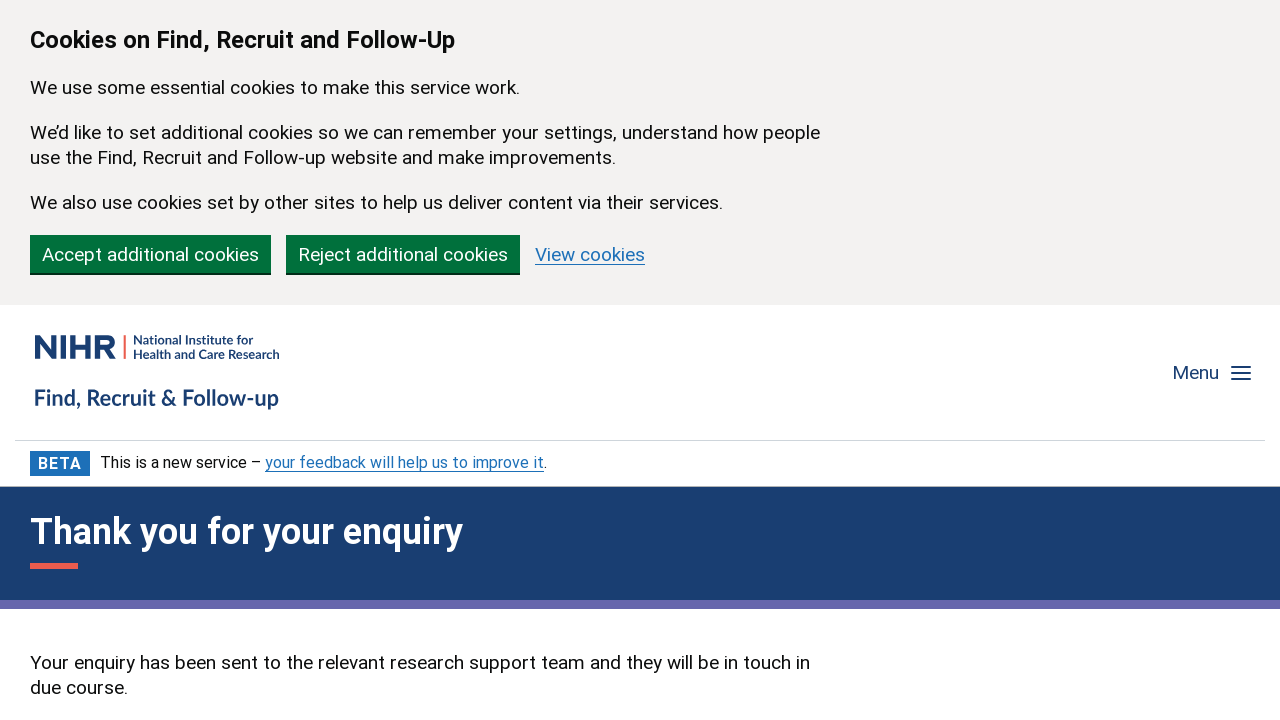 Cookies on Find, Recruit and Follow-Up
We use some essential cookies to make this service work.
We’d like to set additional cookies so we can remember your settings, understand how people
use the Find, Recruit and Follow-up website and make improvements.
We also use cookies set by other sites to help us deliver content via their services.
Accept additional cookies Reject additional cookies View cookies
NIHR National Institute for
Health and Care Research
Find, Recruit & Follow-up
Menu
BETA This is a new service – your feedback will help us to improve it.
Thank you for your enquiry
Your enquiry has been sent to the relevant research support team and they will be in touch in
due course.